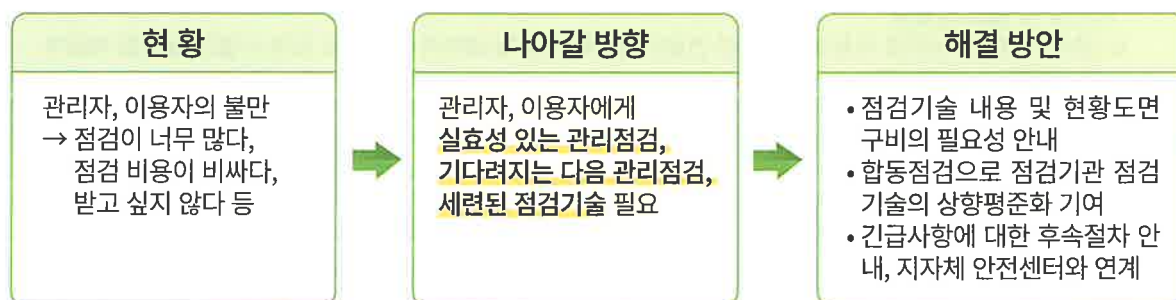 현 황
관리자, 이용자의 불만
→ 점검이 너무 많다,
점검 비용이 비싸다,
받고 싶지 않다 등
나아갈 방향
관리자, 이용자에게
실효성 있는 관리점검,
기다려지는 다음 관리점검,
세련된 점검기술 필요
해결 방안
• 점검기술 내용 및 현황도면
구비의 필요성 안내
• 합동점검으로 점검기관 점검
기술의 상향평준화 기여
• 긴급사항에 대한 후속절차 안
내, 지자체 안전센터와 연계